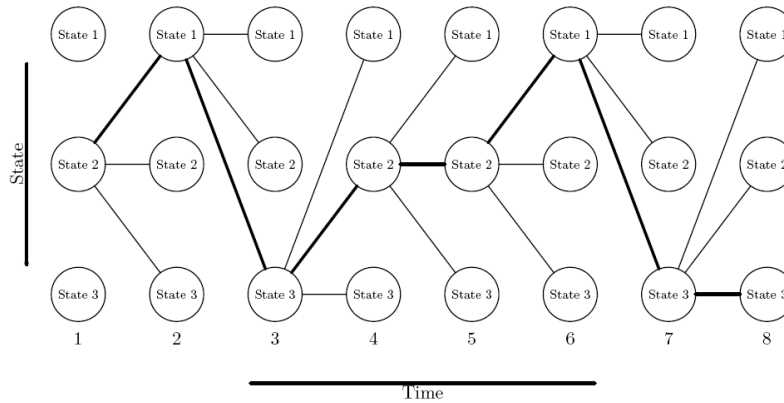 State 1 State 1 State 1 State 1 State 1 State 1 State 1 State 1
State
State 2 State 2 State 2 State 2 State 2 State 2 State 2 State 2
State 3 State 3 State 3 State 3 State 3 State 3 State 3 State 3
1 2 3 4 5 6 7 8
Time